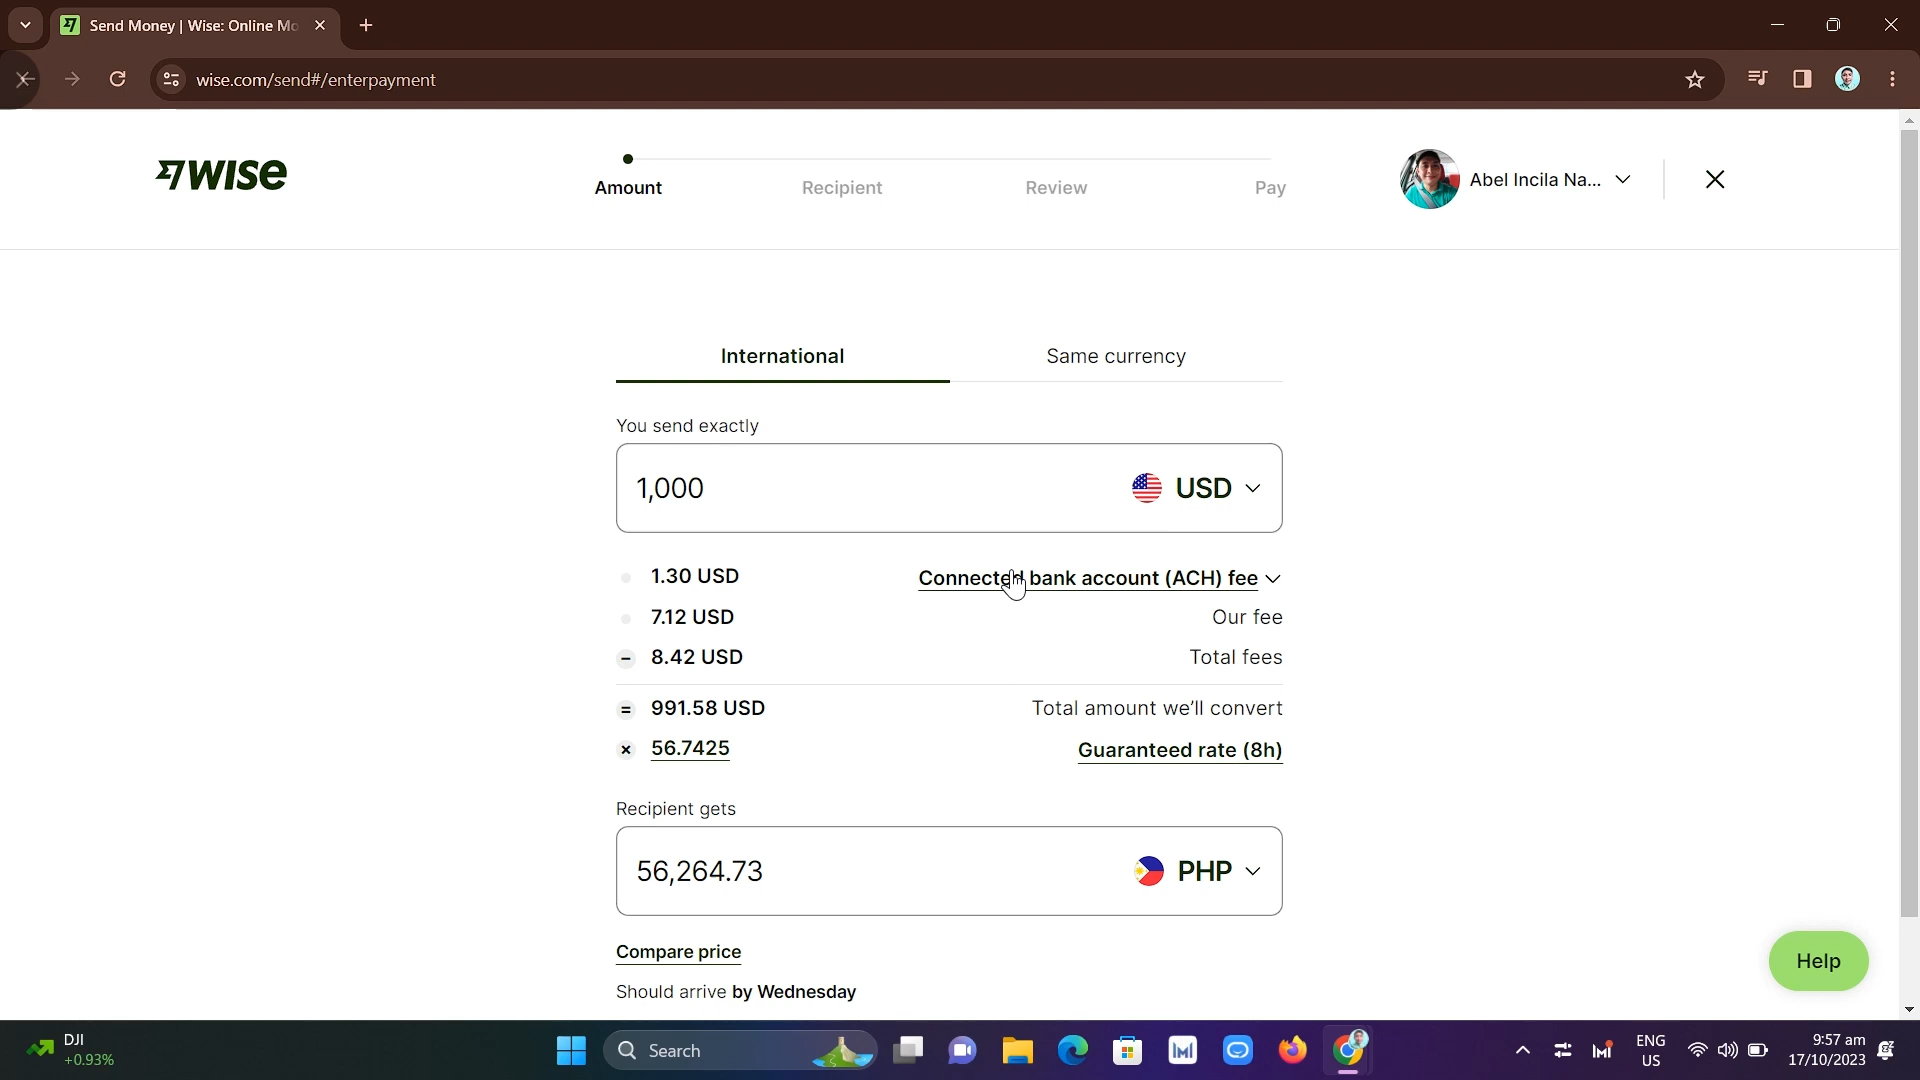 Send Money | Wise: Online Mo
wise.com/send#/enterpayment
WISE
Amount
Recipient
Review
Pay
Abel Incila Na...
International
Same currency
You send exactly
1,000 USD
1.30 USD Connected bank account (ACH) fee
7.12 USD Our fee
− 8.42 USD Total fees
= 991.58 USD Total amount we'll convert
× 56.7425 Guaranteed rate (8h)
Recipient gets
56,264.73 PHP
Compare price
Should arrive by Wednesday
Help
DJI
+0.93%
Search
ENG
US
9:57 am
17/10/2023